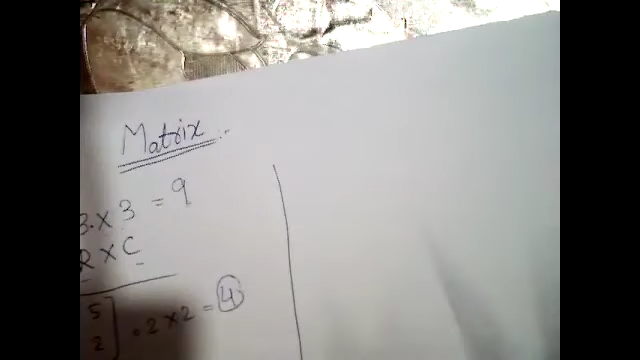 Matrix :-
3 × 3 = 9
R × C
5
2 ] . 2 × 2 = 4